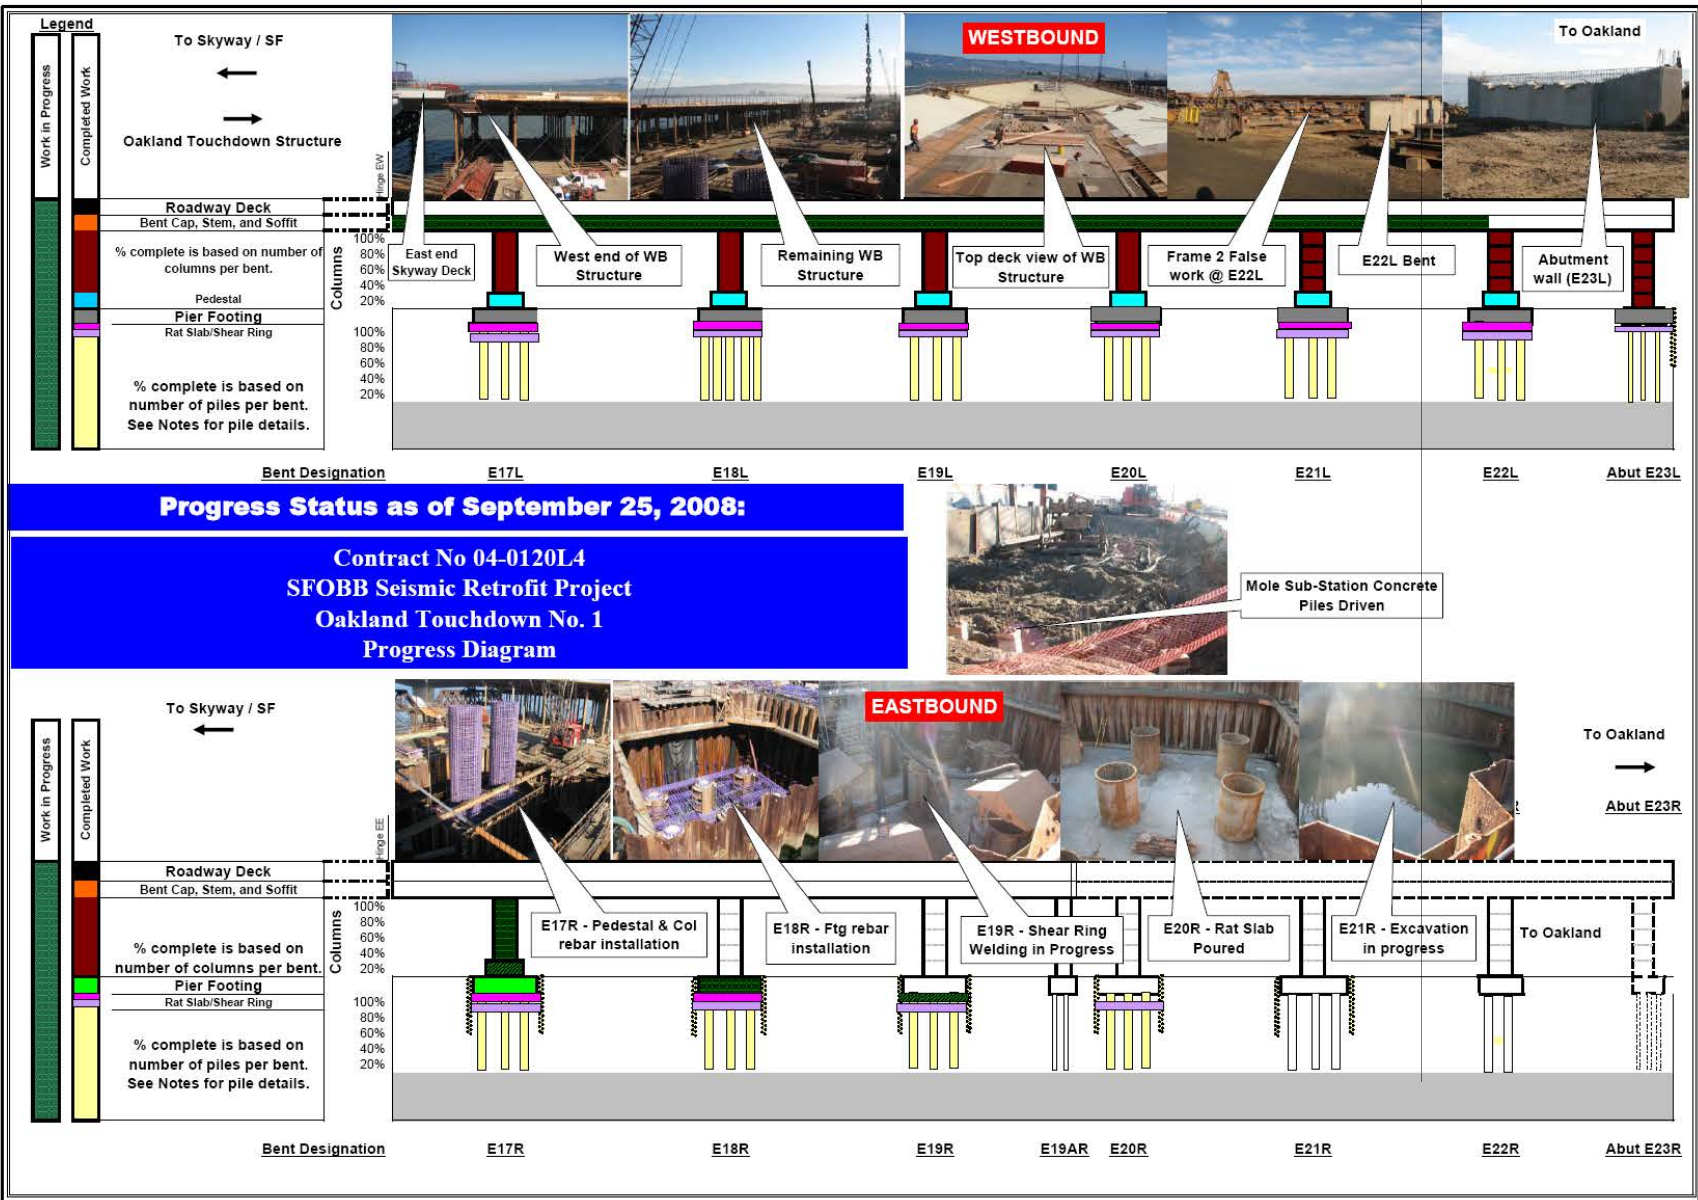 Legend
Work in Progress
Completed Work
To Skyway / SF
Oakland Touchdown Structure
Hinge EW
WESTBOUND
To Oakland
Roadway Deck
Bent Cap, Stem, and Soffit
% complete is based on number of
columns per bent.
Pedestal
Pier Footing
Rat Slab/Shear Ring
% complete is based on
number of piles per bent.
See Notes for pile details.
Columns
100%
80%
60%
40%
20%
100%
80%
60%
40%
20%
East end
Skyway Deck
West end of WB
Structure
Remaining WB
Structure
Top deck view of WB
Structure
Frame 2 False
work @ E22L
E22L Bent
Abutment
wall (E23L)
Bent Designation
E17L
E18L
E19L
E20L
E21L
E22L
Abut E23L
Progress Status as of September 25, 2008:
Contract No 04-0120L4
SFOBB Seismic Retrofit Project
Oakland Touchdown No. 1
Progress Diagram
Mole Sub-Station Concrete
Piles Driven
To Skyway / SF
EASTBOUND
To Oakland
Abut E23R
Work in Progress
Completed Work
Hinge EE
Roadway Deck
Bent Cap, Stem, and Soffit
% complete is based on
number of columns per bent.
Pier Footing
Rat Slab/Shear Ring
% complete is based on
number of piles per bent.
See Notes for pile details.
Columns
100%
80%
60%
40%
20%
100%
80%
60%
40%
20%
E17R - Pedestal & Col
rebar installation
E18R - Ftg rebar
installation
E19R - Shear Ring
Welding in Progress
E20R - Rat Slab
Poured
E21R - Excavation
in progress
To Oakland
Bent Designation
E17R
E18R
E19R
E19AR
E20R
E21R
E22R
Abut E23R